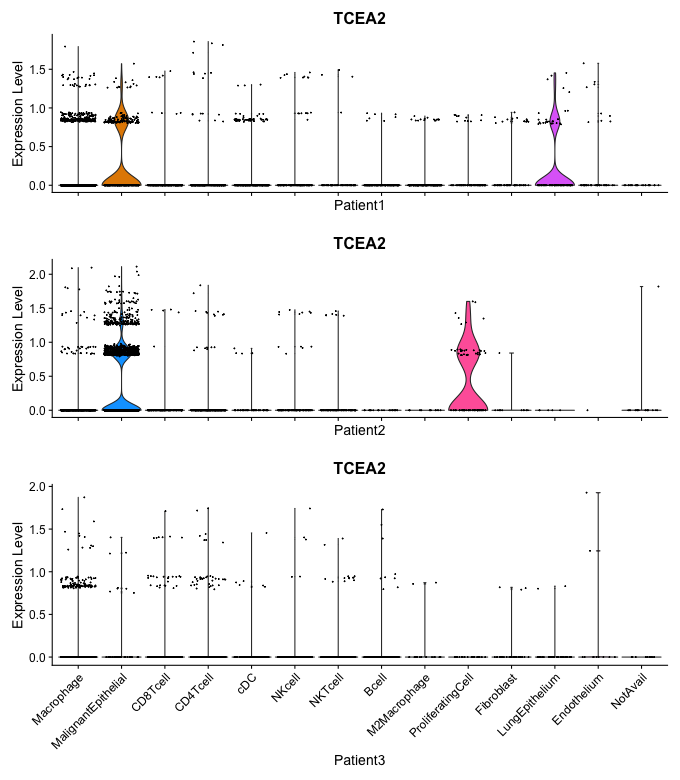 TCEA2
Expression Level
1.5
1.0
0.5
0.0
Patient1
TCEA2
Expression Level
2.0
1.5
1.0
0.5
0.0
Patient2
TCEA2
Expression Level
2.0
1.5
1.0
0.5
0.0
Macrophage
MalignantEpithelial
CD8Tcell
CD4Tcell
cDC
NKcell
NKTcell
Bcell
M2Macrophage
ProliferatingCell
Fibroblast
LungEpithelium
Endothelium
NotAvail
Patient3